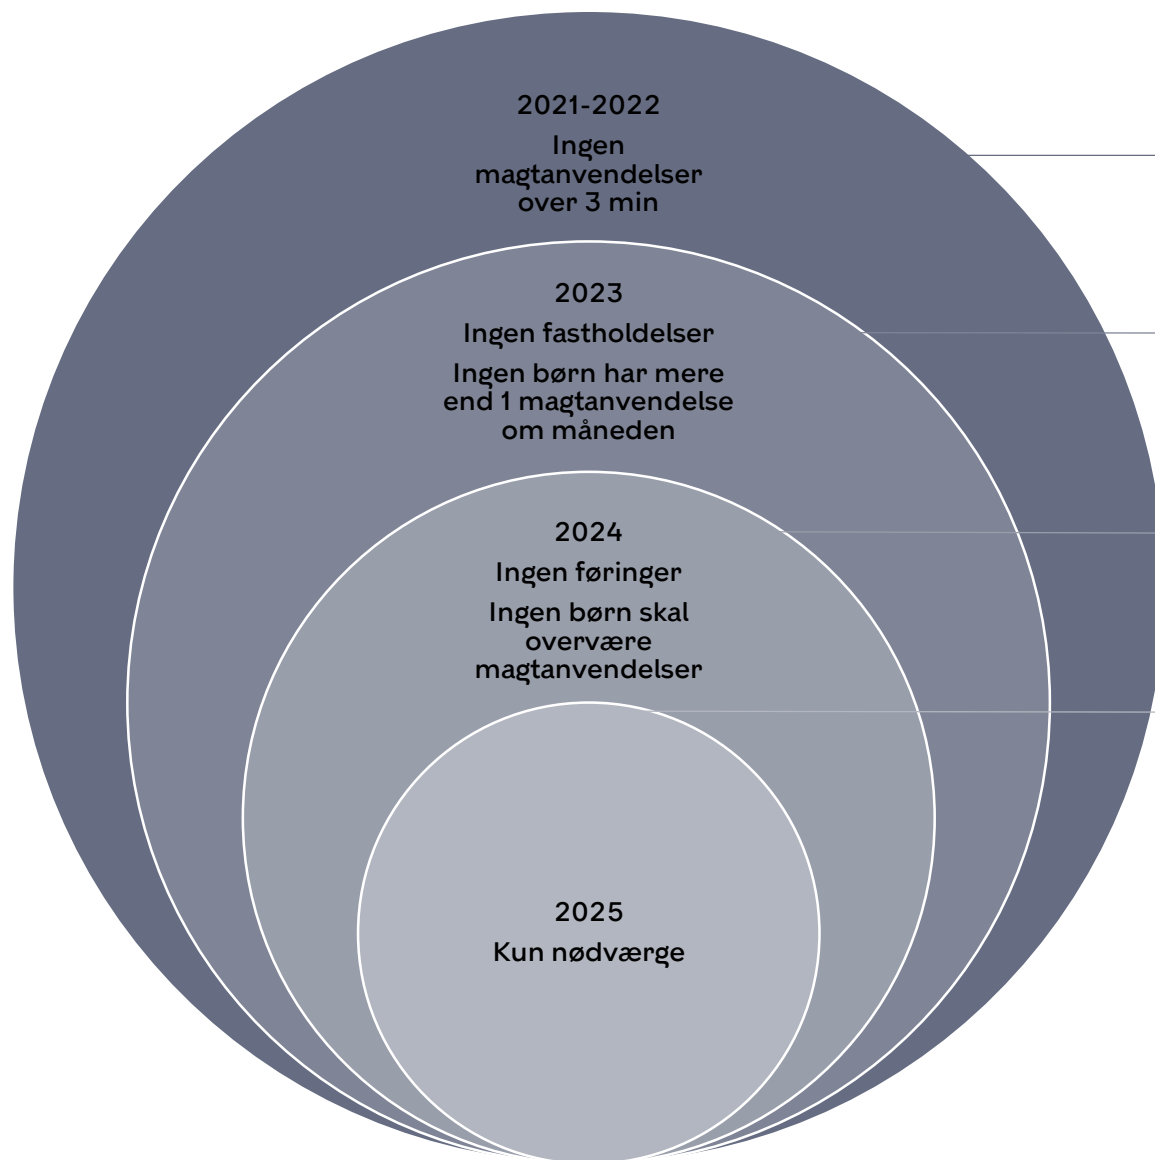 2021-2022
Ingen
magtanvendelser
over 3 min
2023
Ingen fastholdelser
Ingen børn har mere
end 1 magtanvendelse
om måneden
2024
Ingen føringer
Ingen børn skal
overvære
magtanvendelser
2025
Kun nødværge